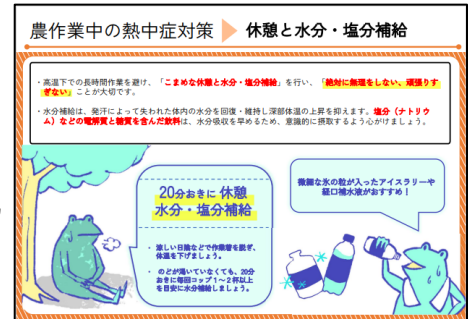 農作業中の熱中症対策 ▶ 休憩と水分・塩分補給
・高温下での長時間作業を避け、「こまめな休憩と水分・塩分補給」を行い、「絶対に無理をしない、頑張りす
ぎない」ことが大切です。
・水分補給は、発汗によって失われた体内の水分を回復・維持し深部体温の上昇を抑えます。塩分（ナトリウ
ム）などの電解質と糖質を含んだ飲料は、水分吸収を早めるため、意識的に摂取するよう心がけましょう。
20分おきに 休憩
水分・塩分補給
・ 涼しい日陰などで作業着を脱ぎ、
体温を下げましょう。
・ のどが渇いていなくても、20分
おきに毎回コップ1〜2杯以上
を目安に水分補給しましょう。
微細な氷の粒が入ったアイスラリーや
経口補水液がおすすめ！